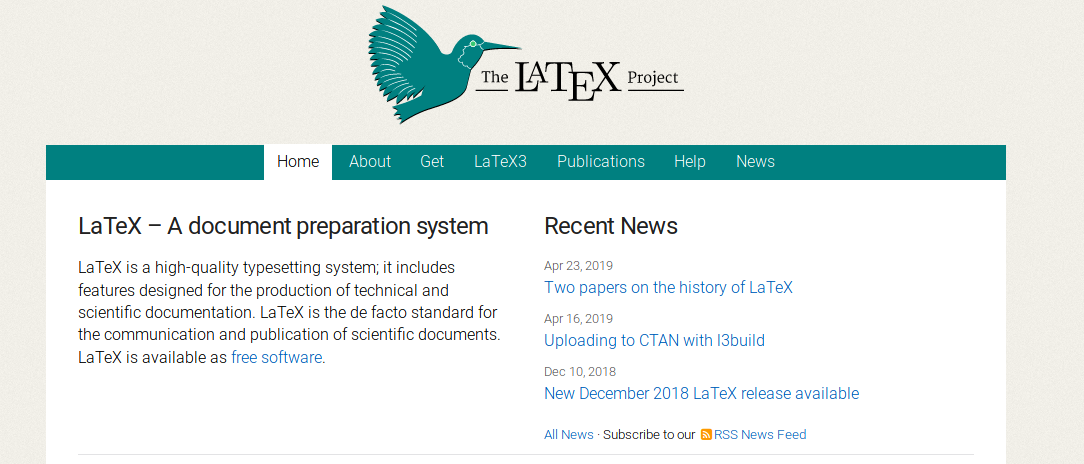 The LATEX Project
Home About Get LaTeX3 Publications Help News
LaTeX – A document preparation system
LaTeX is a high-quality typesetting system; it includes
features designed for the production of technical and
scientific documentation. LaTeX is the de facto standard for
the communication and publication of scientific documents.
LaTeX is available as free software.
Recent News
Apr 23, 2019
Two papers on the history of LaTeX
Apr 16, 2019
Uploading to CTAN with l3build
Dec 10, 2018
New December 2018 LaTeX release available
All News · Subscribe to our RSS News Feed